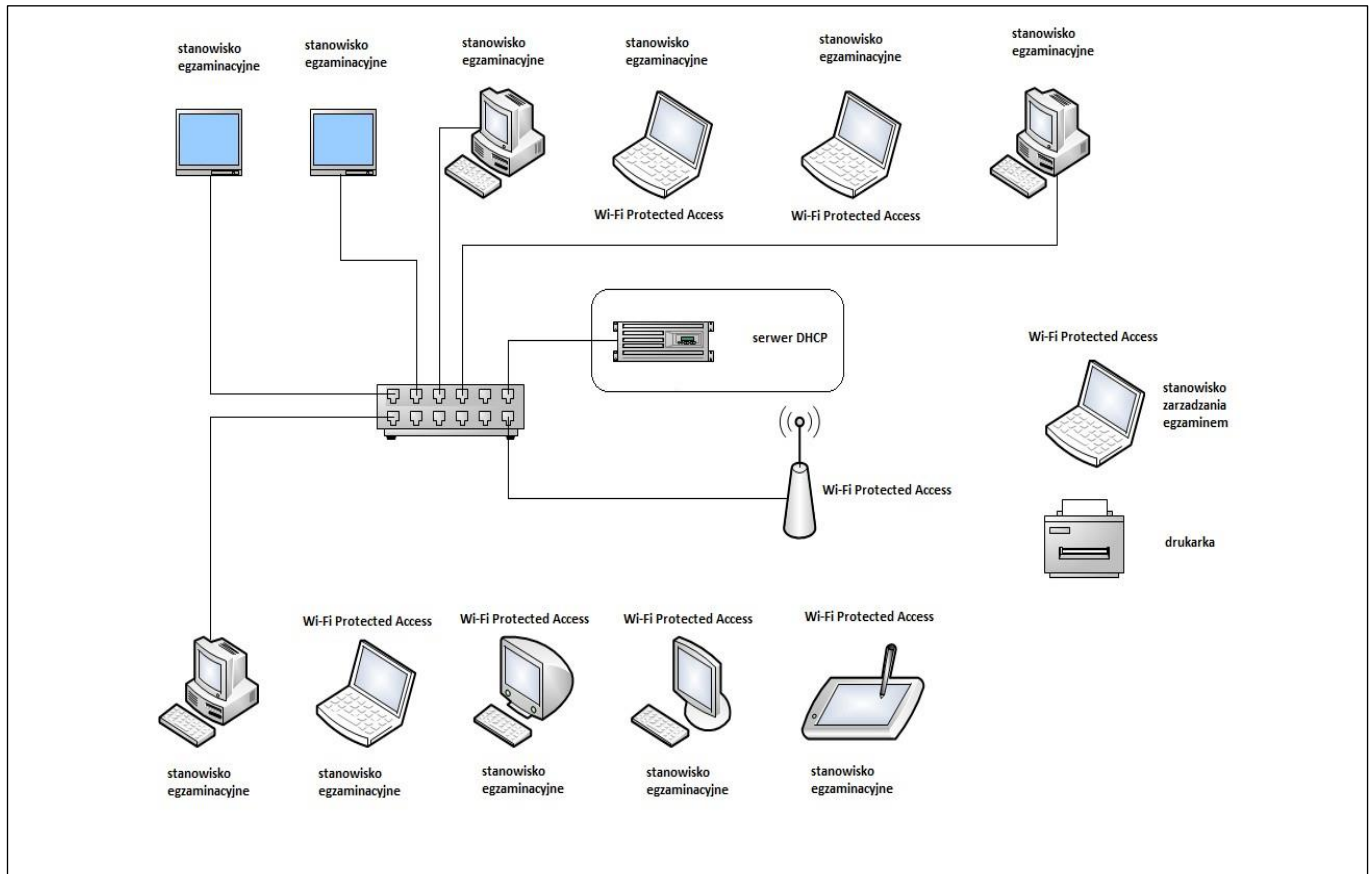 stanowisko
egzaminacyjne
stanowisko
egzaminacyjne
stanowisko
egzaminacyjne
stanowisko
egzaminacyjne
stanowisko
egzaminacyjne
stanowisko
egzaminacyjne
Wi-Fi Protected Access
Wi-Fi Protected Access
serwer DHCP
Wi-Fi Protected Access
stanowisko
zarzadzania
egzaminem
Wi-Fi Protected Access
drukarka
Wi-Fi Protected Access
Wi-Fi Protected Access
Wi-Fi Protected Access
Wi-Fi Protected Access
stanowisko
egzaminacyjne
stanowisko
egzaminacyjne
stanowisko
egzaminacyjne
stanowisko
egzaminacyjne
stanowisko
egzaminacyjne